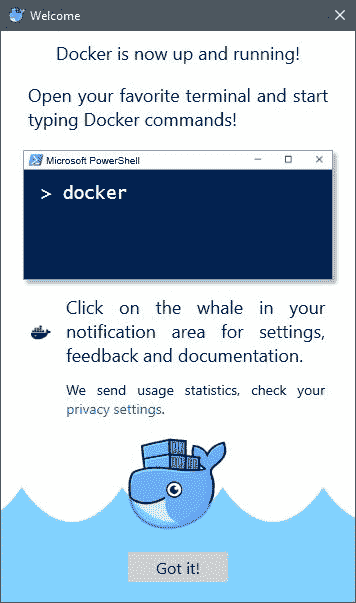 Welcome
Docker is now up and running!
Open your favorite terminal and start
typing Docker commands!
Microsoft PowerShell
> docker
Click on the whale in your
notification area for settings,
feedback and documentation.
We send usage statistics, check your
privacy settings.
Got it!